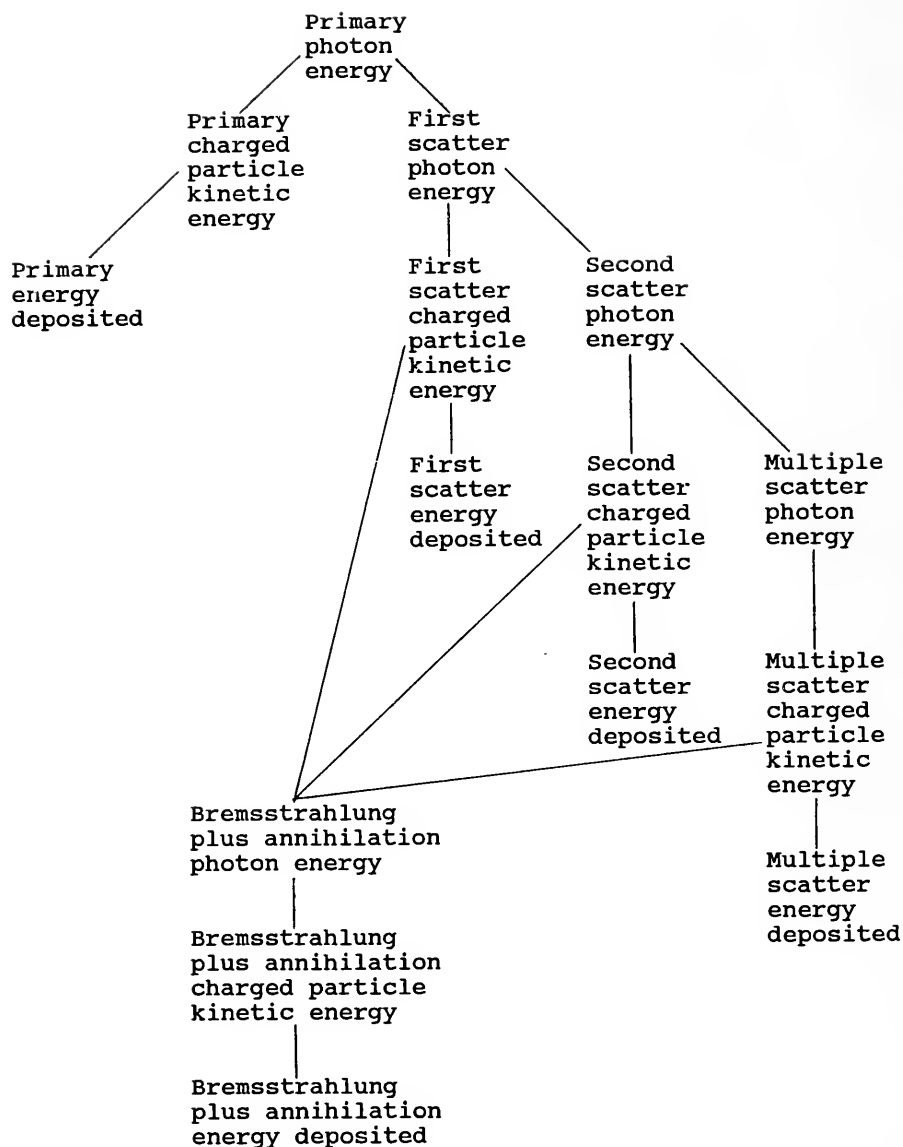 Primary
photon
energy
Primary
charged
particle
kinetic
energy
First
scatter
photon
energy
Primary
energy
deposited
First
scatter
charged
particle
kinetic
energy
Second
scatter
photon
energy
First
scatter
energy
deposited
Second
scatter
charged
particle
kinetic
energy
Multiple
scatter
photon
energy
Second
scatter
energy
deposited
Multiple
scatter
charged
particle
kinetic
energy
Bremsstrahlung
plus annihilation
photon energy
Multiple
scatter
energy
deposited
Bremsstrahlung
plus annihilation
charged particle
kinetic energy
Bremsstrahlung
plus annihilation
energy deposited